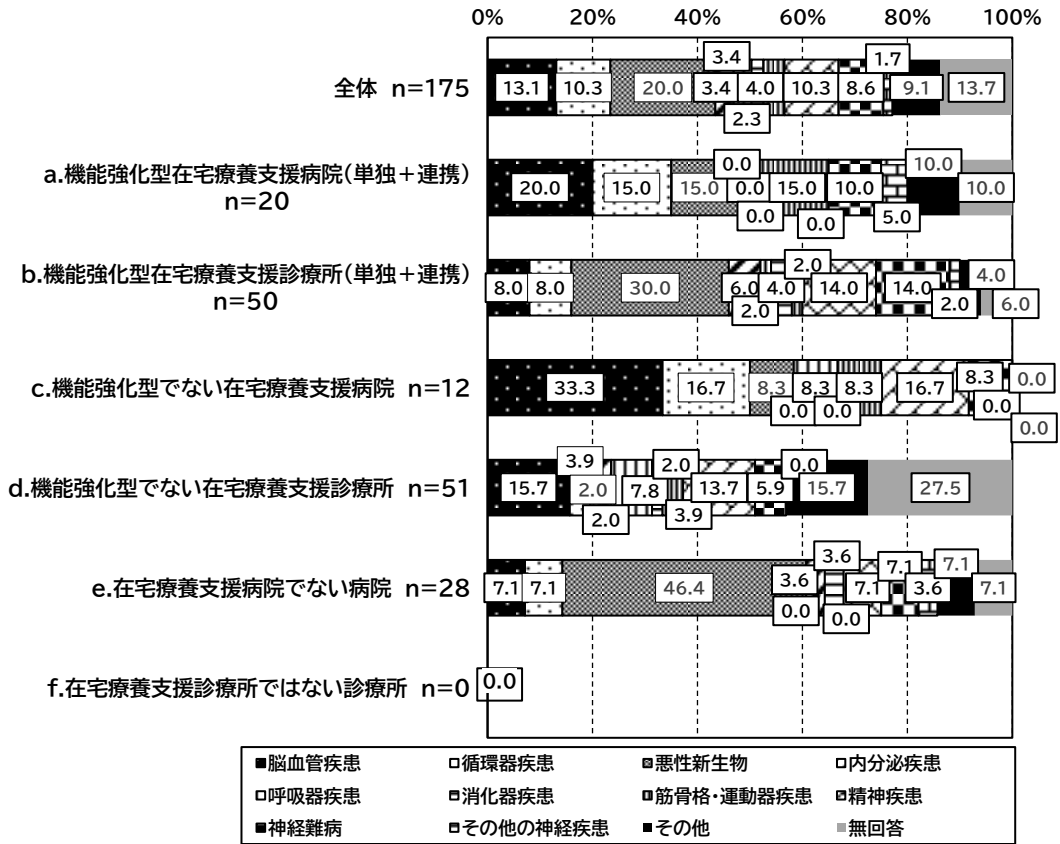 0% 20% 40% 60% 80% 100%
全体 n=175
13.1 10.3 20.0 3.4 3.4 2.3 4.0 10.3 8.6 1.7 9.1 13.7
a.機能強化型在宅療養支援病院(単独+連携)
n=20
20.0 15.0 15.0 0.0 0.0 0.0 15.0 0.0 10.0 5.0 10.0 10.0
b.機能強化型在宅療養支援診療所(単独+連携)
n=50
8.0 8.0 30.0 6.0 2.0 4.0 2.0 14.0 14.0 2.0 4.0 6.0
c.機能強化型でない在宅療養支援病院 n=12
33.3 16.7 8.3 0.0 8.3 0.0 8.3 16.7 8.3 0.0 0.0 0.0
d.機能強化型でない在宅療養支援診療所 n=51
15.7 3.9 2.0 2.0 7.8 2.0 3.9 13.7 5.9 0.0 15.7 27.5
e.在宅療養支援病院でない病院 n=28
7.1 7.1 46.4 3.6 0.0 3.6 0.0 7.1 7.1 3.6 7.1 7.1
f.在宅療養支援診療所ではない診療所 n=0
0.0
脳血管疾患 循環器疾患 悪性新生物 内分泌疾患
呼吸器疾患 消化器疾患 筋骨格・運動器疾患 精神疾患
神経難病 その他の神経疾患 その他 無回答